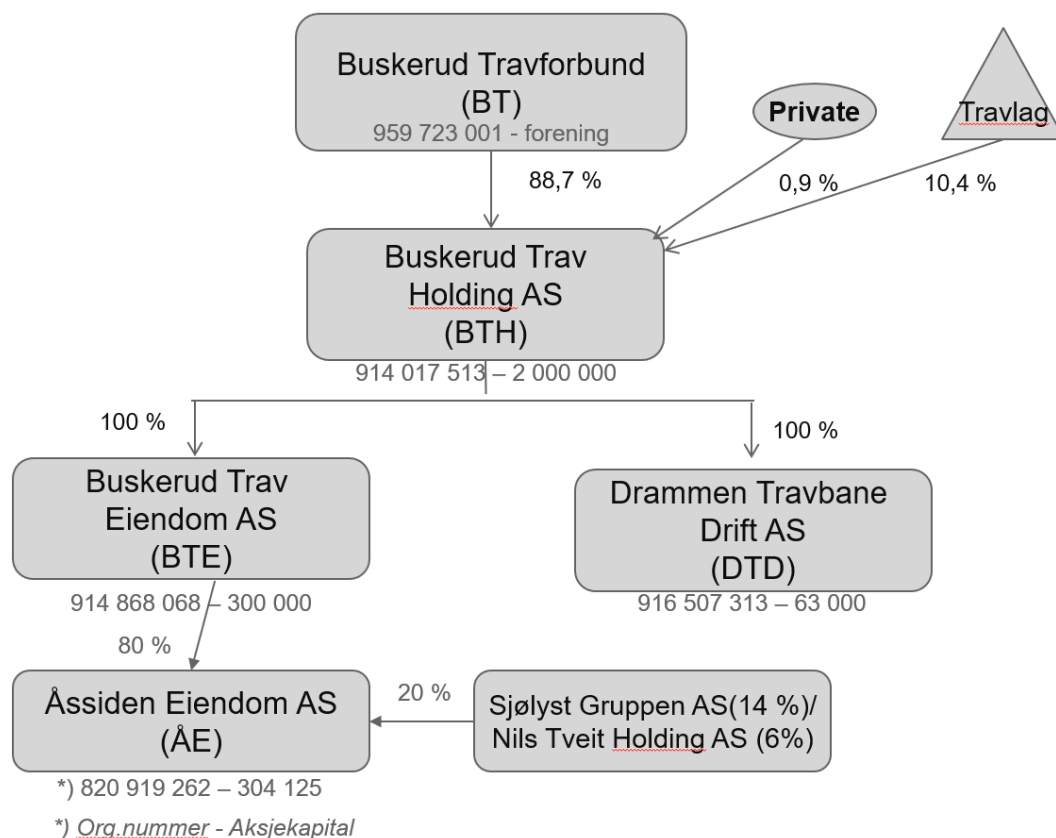 Buskerud Travforbund
(BT)
959 723 001 - forening
Private
Travlag
88,7 %
0,9 %
10,4 %
Buskerud Trav
Holding AS
(BTH)
914 017 513 – 2 000 000
100 %
100 %
Buskerud Trav
Eiendom AS
(BTE)
914 868 068 – 300 000
Drammen Travbane
Drift AS
(DTD)
916 507 313 – 63 000
80 %
Åssiden Eiendom AS
(ÅE)
20 %
Sjølyst Gruppen AS(14 %)/
Nils Tveit Holding AS (6%)
*) 820 919 262 – 304 125
*) Org.nummer - Aksjekapital